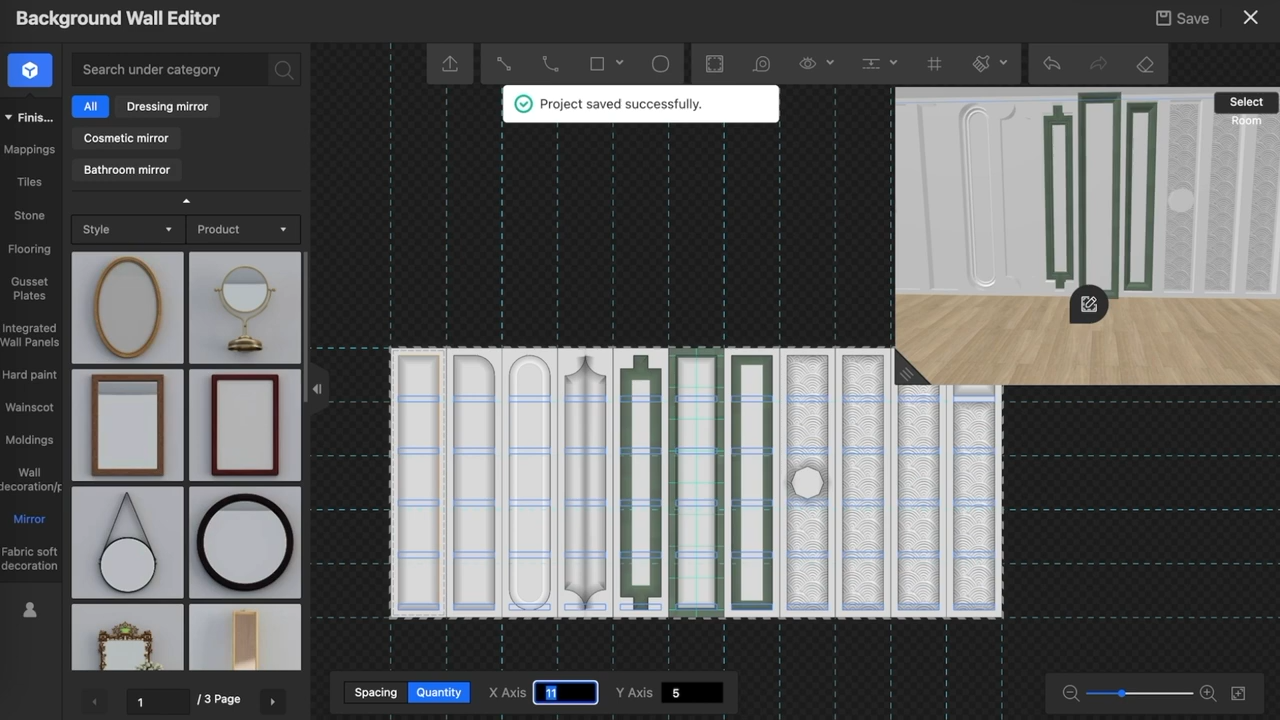 Background Wall Editor
Save
Search under category
All
Dressing mirror
Cosmetic mirror
Bathroom mirror
Style
Product
Finis...
Mappings
Tiles
Stone
Flooring
Gusset
Plates
Integrated
Wall Panels
Hard paint
Wainscot
Moldings
Wall
decoration/p
Mirror
Fabric soft
decoration
1
/ 3 Page
Project saved successfully.
Select
Room
Spacing
Quantity
X Axis
11
Y Axis
5